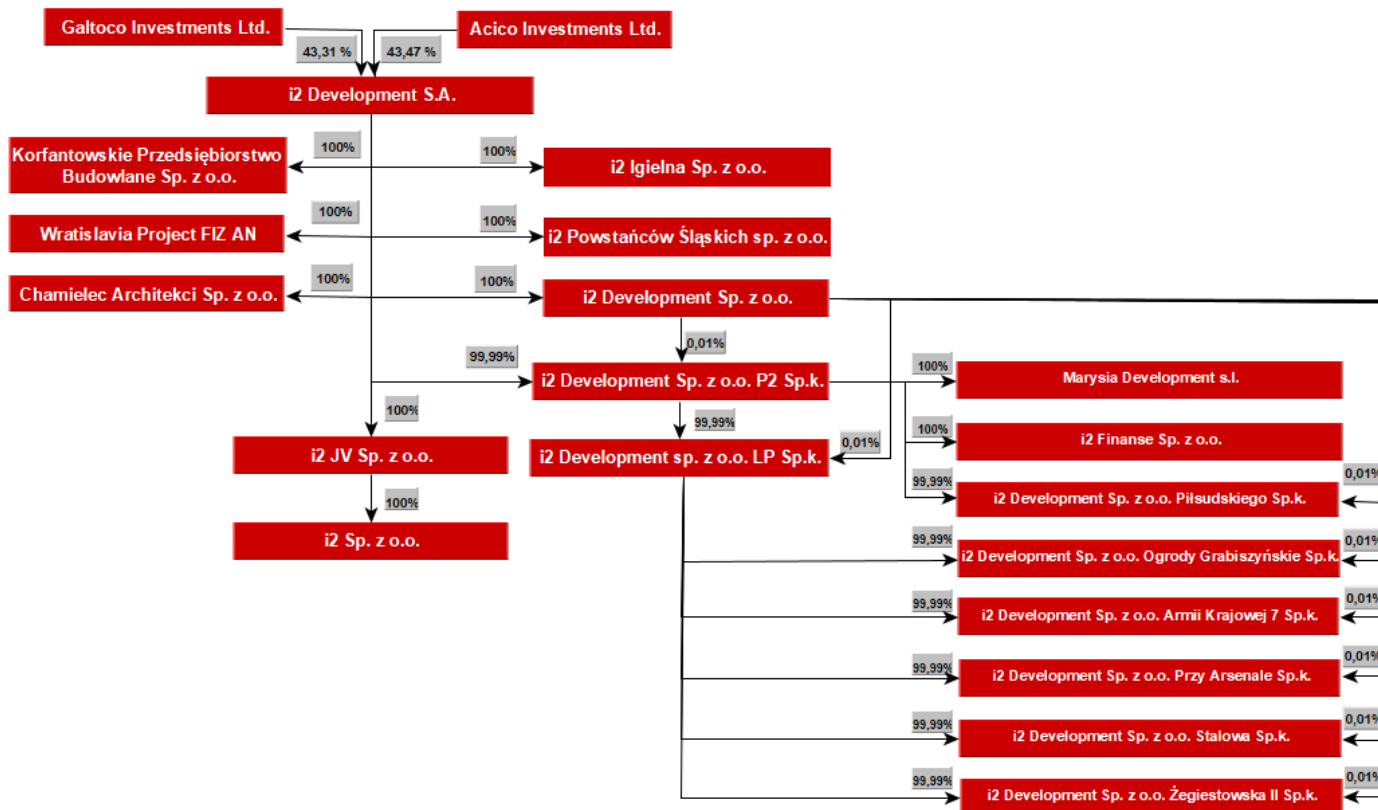 Galtoco Investments Ltd.
Acico Investments Ltd.
43,31 %
43,47 %
i2 Development S.A.
Korfantowskie Przedsiębiorstwo
Budowlane Sp. z o.o.
100%
100%
i2 Igielna Sp. z o.o.
Wratislavia Project FIZ AN
100%
100%
i2 Powstańców Śląskich sp. z o.o.
Chamielec Architekci Sp. z o.o.
100%
100%
i2 Development Sp. z o.o.
0,01%
99,99%
i2 Development Sp. z o.o. P2 Sp.k.
100%
Marysia Development s.l.
100%
99,99%
100%
i2 Finanse Sp. z o.o.
i2 JV Sp. z o.o.
i2 Development sp. z o.o. LP Sp.k.
0,01%
99,99%
i2 Development Sp. z o.o. Piłsudskiego Sp.k.
0,01%
100%
i2 Sp. z o.o.
99,99%
i2 Development Sp. z o.o. Ogrody Grabiszyńskie Sp.k.
0,01%
99,99%
i2 Development Sp. z o.o. Armii Krajowej 7 Sp.k.
0,01%
99,99%
i2 Development Sp. z o.o. Przy Arsenale Sp.k.
0,01%
99,99%
i2 Development Sp. z o.o. Stalowa Sp.k.
0,01%
99,99%
i2 Development Sp. z o.o. Żegiestowska II Sp.k.
0,01%